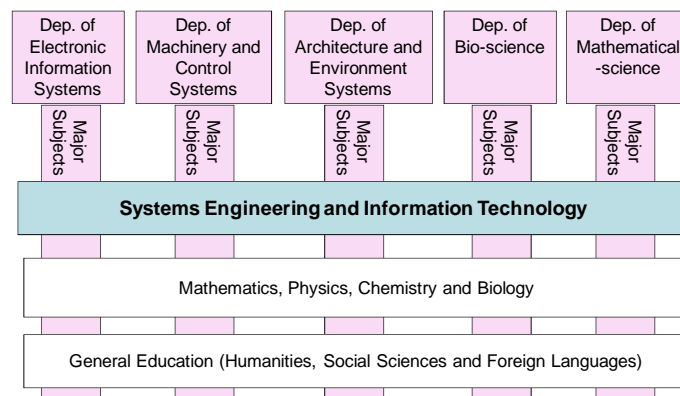 Dep. of
Electronic
Information
Systems
Dep. of
Machinery and
Control
Systems
Dep. of
Architecture and
Environment
Systems
Dep. of
Bio-science
Dep. of
Mathematical
-science
Major
Subjects
Major
Subjects
Major
Subjects
Major
Subjects
Major
Subjects
Systems Engineering and Information Technology
Mathematics, Physics, Chemistry and Biology
General Education (Humanities, Social Sciences and Foreign Languages)